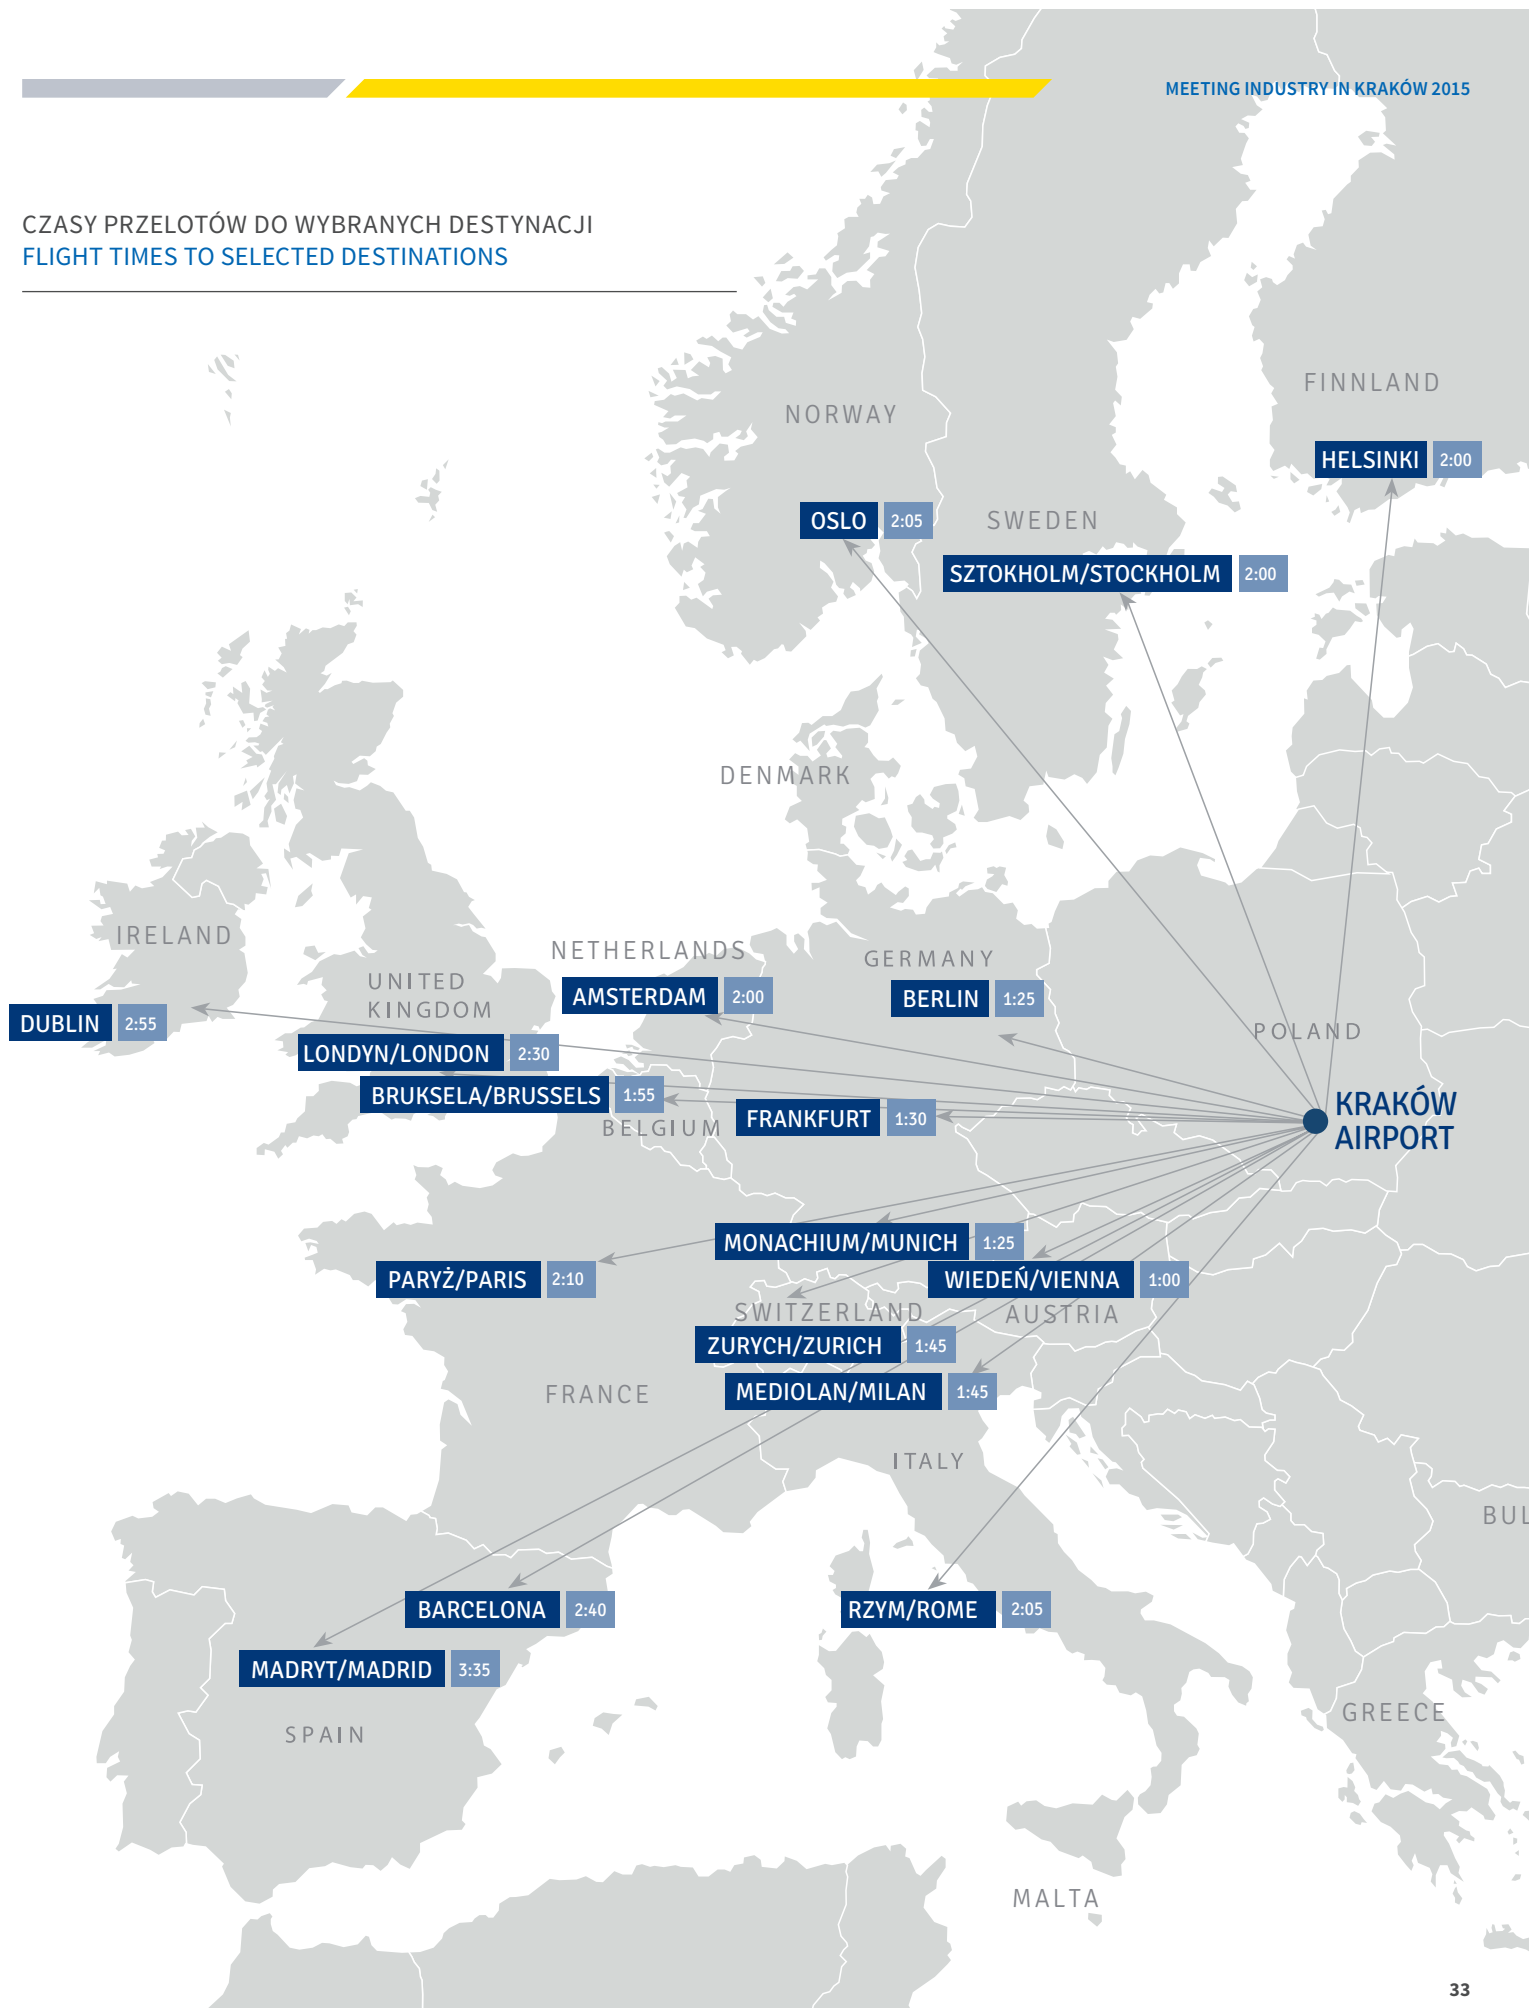 MEETING INDUSTRY IN KRAKÓW 2015
CZASY PRZELOTÓW DO WYBRANYCH DESTYNACJI
FLIGHT TIMES TO SELECTED DESTINATIONS
FINNLAND
NORWAY
HELSINKI 2:00
OSLO 2:05
SWEDEN
SZTOKHOLM/STOCKHOLM 2:00
DENMARK
IRELAND
NETHERLANDS
GERMANY
UNITED
KINGDOM
AMSTERDAM 2:00
BERLIN 1:25
DUBLIN 2:55
POLAND
LONDYN/LONDON 2:30
BRUKSELA/BRUSSELS 1:55
BELGIUM
FRANKFURT 1:30
KRAKÓW
AIRPORT
MONACHIUM/MUNICH 1:25
PARYŻ/PARIS 2:10
WIEDEŃ/VIENNA 1:00
SWITZERLAND
AUSTRIA
ZURYCH/ZURICH 1:45
FRANCE
MEDIOLAN/MILAN 1:45
ITALY
BUL
BARCELONA 2:40
RZYM/ROME 2:05
MADRYT/MADRID 3:35
SPAIN
GREECE
MALTA
33